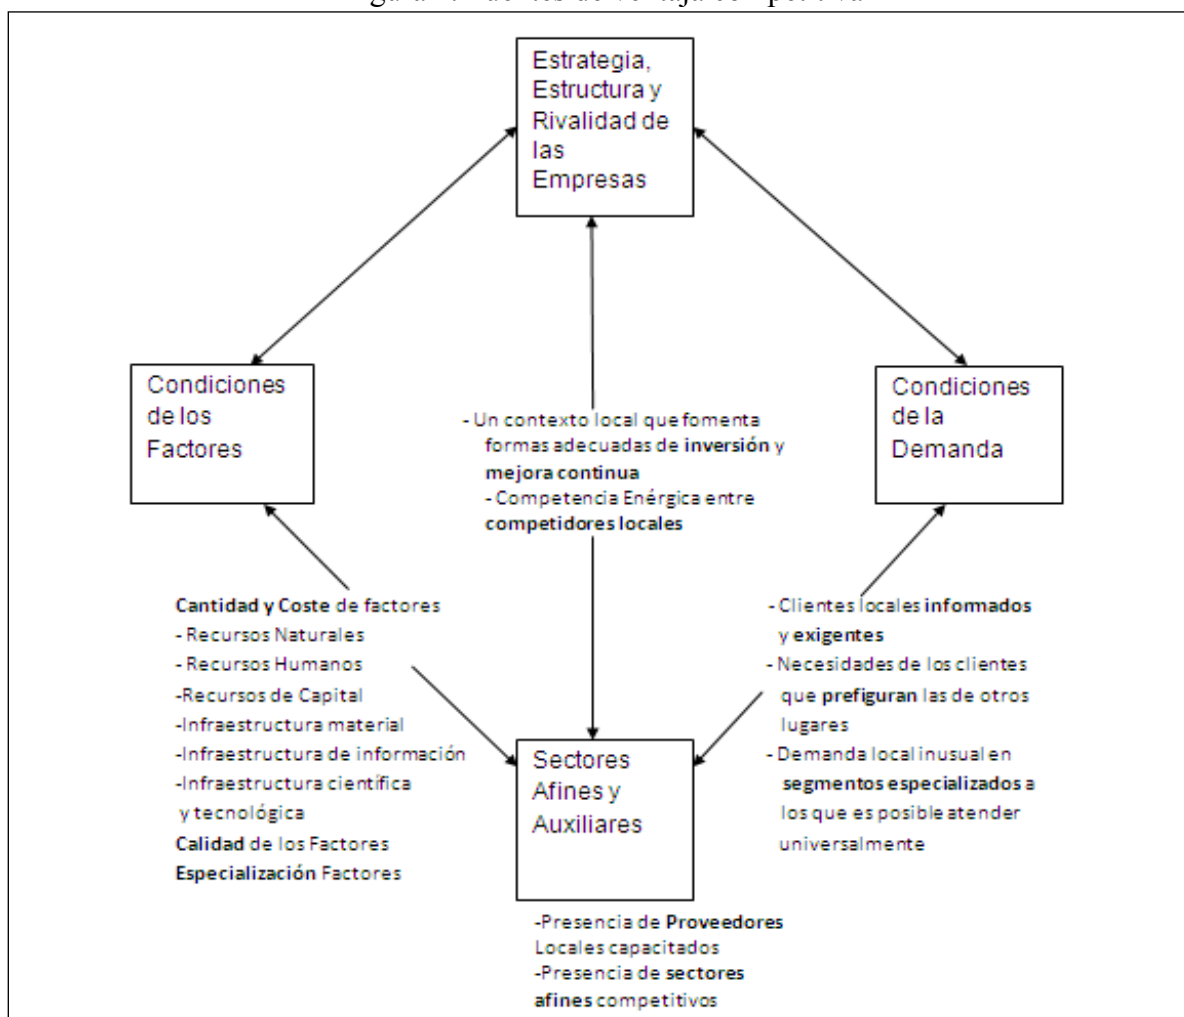 Estrategia,
Estructura y
Rivalidad de
las
Empresas
Condiciones
de los
Factores
Condiciones
de la
Demanda
- Un contexto local que fomenta
formas adecuadas de inversión y
mejora continua
- Competencia Enérgica entre
competidores locales
Cantidad y Coste de factores
- Recursos Naturales
- Recursos Humanos
-Recursos de Capital
-Infraestructura material
-Infraestructura de información
-Infraestructura científica
y tecnológica
Calidad de los Factores
Especialización Factores
- Clientes locales informados
y exigentes
- Necesidades de los clientes
que prefiguran las de otros
lugares
- Demanda local inusual en
segmentos especializados a
los que es posible atender
universalmente
Sectores
Afines y
Auxiliares
-Presencia de Proveedores
Locales capacitados
-Presencia de sectores
afines competitivos